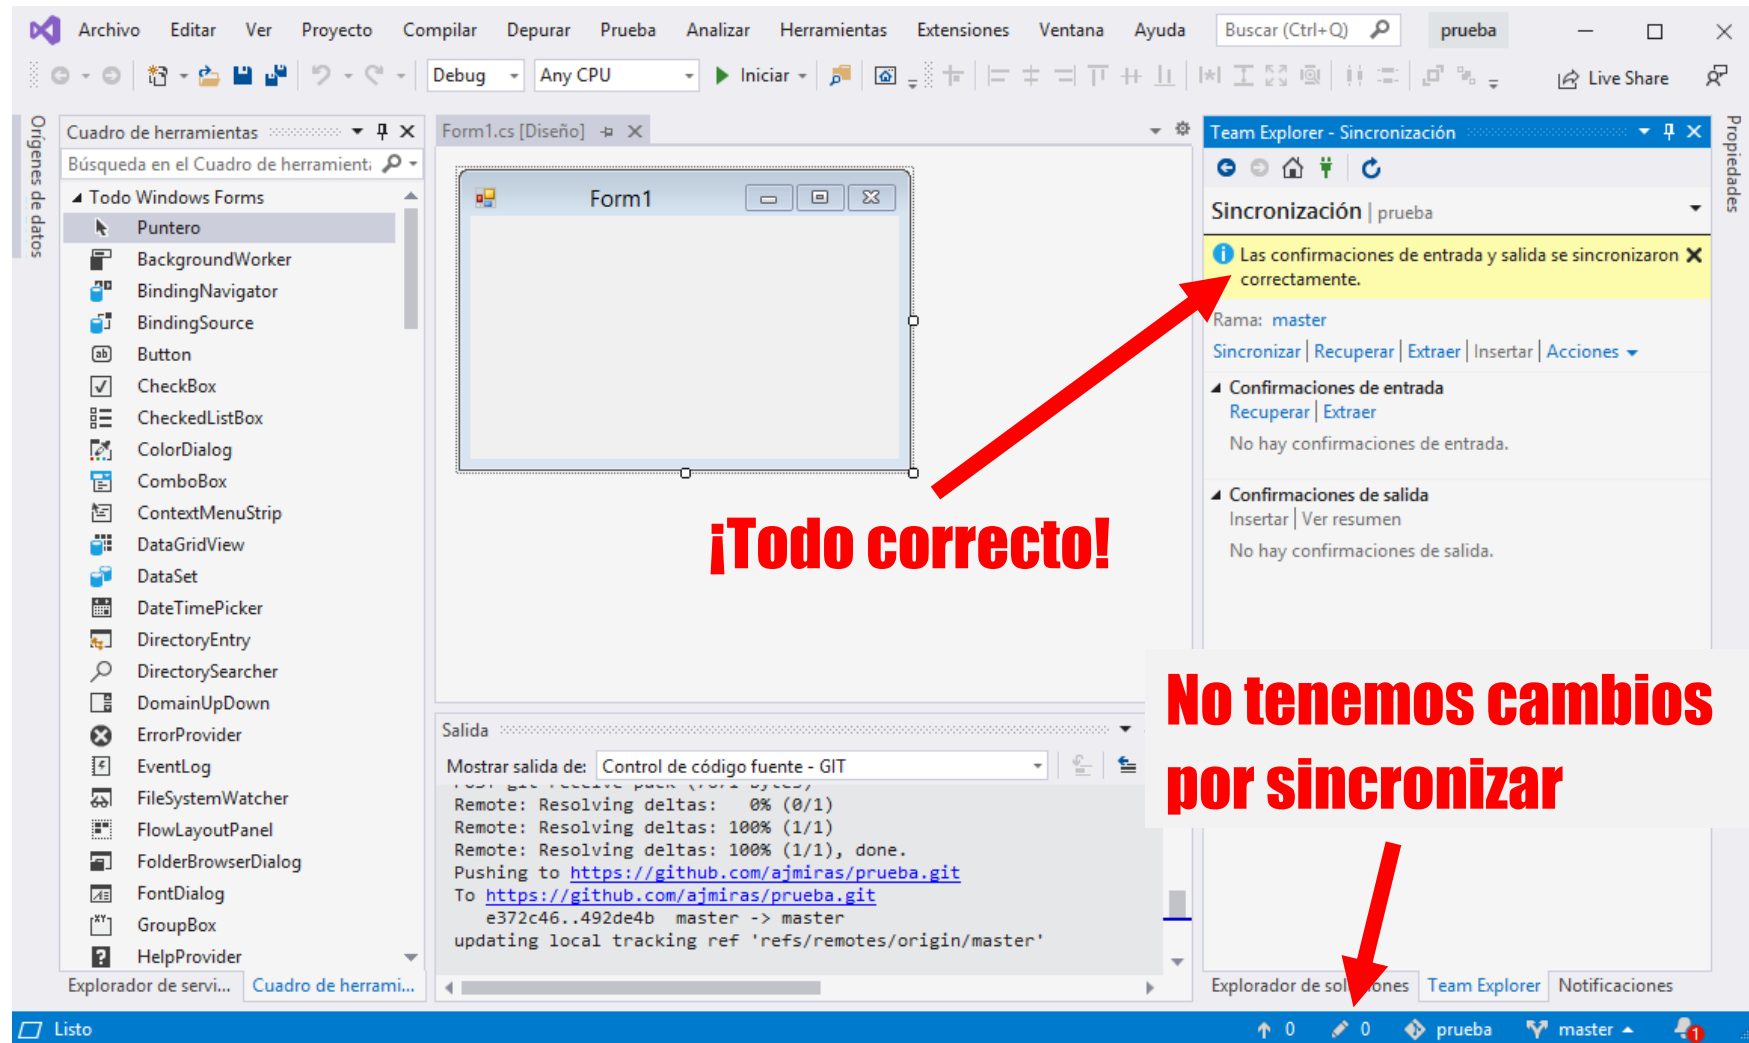 Archivo Editar Ver Proyecto Compilar Depurar Prueba Analizar Herramientas Extensiones Ventana Ayuda Buscar (Ctrl+Q) prueba
Debug Any CPU Iniciar Live Share
Orígenes de datos
Cuadro de herramientas
Búsqueda en el Cuadro de herramient
Todo Windows Forms
Puntero
BackgroundWorker
BindingNavigator
BindingSource
Button
CheckBox
CheckedListBox
ColorDialog
ComboBox
ContextMenuStrip
DataGridView
DataSet
DateTimePicker
DirectoryEntry
DirectorySearcher
DomainUpDown
ErrorProvider
EventLog
FileSystemWatcher
FlowLayoutPanel
FolderBrowserDialog
FontDialog
GroupBox
HelpProvider
Explorador de servi... Cuadro de herrami...
Form1.cs [Diseño]
Form1
¡Todo correcto!
Salida
Mostrar salida de: Control de código fuente - GIT
Remote: Resolving deltas: 0% (0/1)
Remote: Resolving deltas: 100% (1/1)
Remote: Resolving deltas: 100% (1/1), done.
Pushing to https://github.com/ajmiras/prueba.git
To https://github.com/ajmiras/prueba.git
e372c46..492de4b master -> master
updating local tracking ref 'refs/remotes/origin/master'
Team Explorer - Sincronización
Sincronización | prueba
Las confirmaciones de entrada y salida se sincronizaron
correctamente.
Rama: master
Sincronizar | Recuperar | Extraer | Insertar | Acciones
Confirmaciones de entrada
Recuperar | Extraer
No hay confirmaciones de entrada.
Confirmaciones de salida
Insertar | Ver resumen
No hay confirmaciones de salida.
No tenemos cambios
por sincronizar
Explorador de sol ones Team Explorer Notificaciones
Propiedades
Listo 0 0 prueba master 1